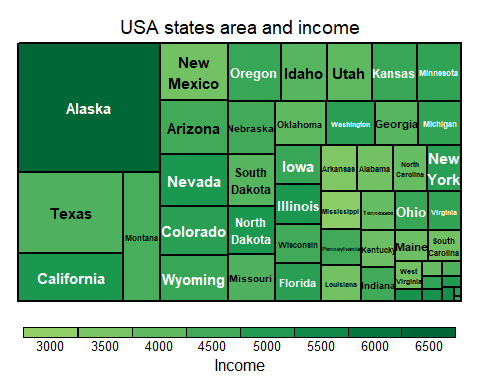 USA states area and income
Alaska
New
Mexico
Oregon
Idaho
Utah
Kansas
Minnesota
Arizona
Nebraska
Oklahoma
Washington
Georgia
Michigan
Nevada
South
Dakota
Iowa
Arkansas
Alabama
North
Carolina
New
York
Texas
Montana
Colorado
North
Dakota
Illinois
Mississippi
Tennessee
Ohio
Virginia
Wisconsin
Pennsylvania
Kentucky
Maine
South
Carolina
California
Wyoming
Missouri
Florida
Louisiana
Indiana
West
Virginia
3000 3500 4000 4500 5000 5500 6000 6500
Income